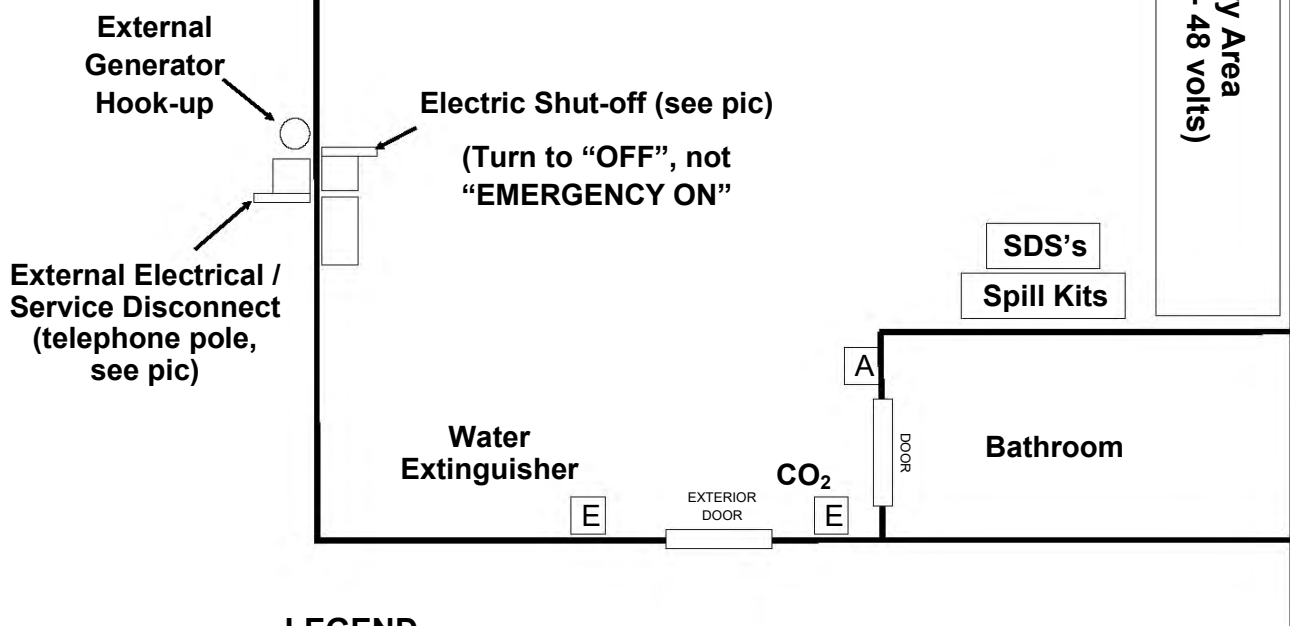 External
Generator
Hook-up
Electric Shut-off (see pic)
(Turn to “OFF”, not
“EMERGENCY ON”
External Electrical /
Service Disconnect
(telephone pole,
see pic)
y Area
- 48 volts)
SDS's
Spill Kits
A
DOOR
Bathroom
Water
Extinguisher
E
EXTERIOR
DOOR
CO₂
E
LEGEND